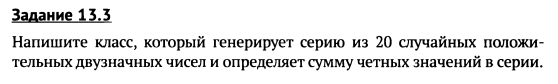 Задание 13.3
Напишите класс, который генерирует серию из 20 случайных положи-
тельных двузначных чисел и определяет сумму четных значений в серии.